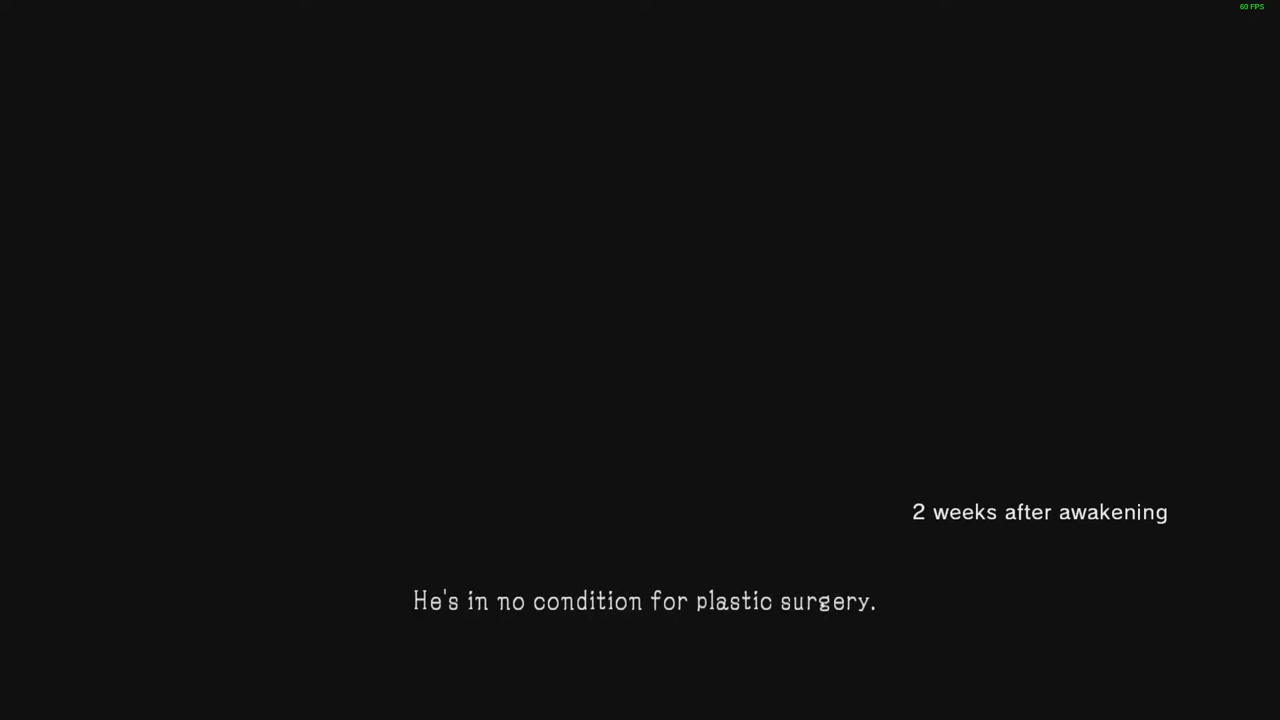 60 FPS
2 weeks after awakening
He's in no condition for plastic surgery.